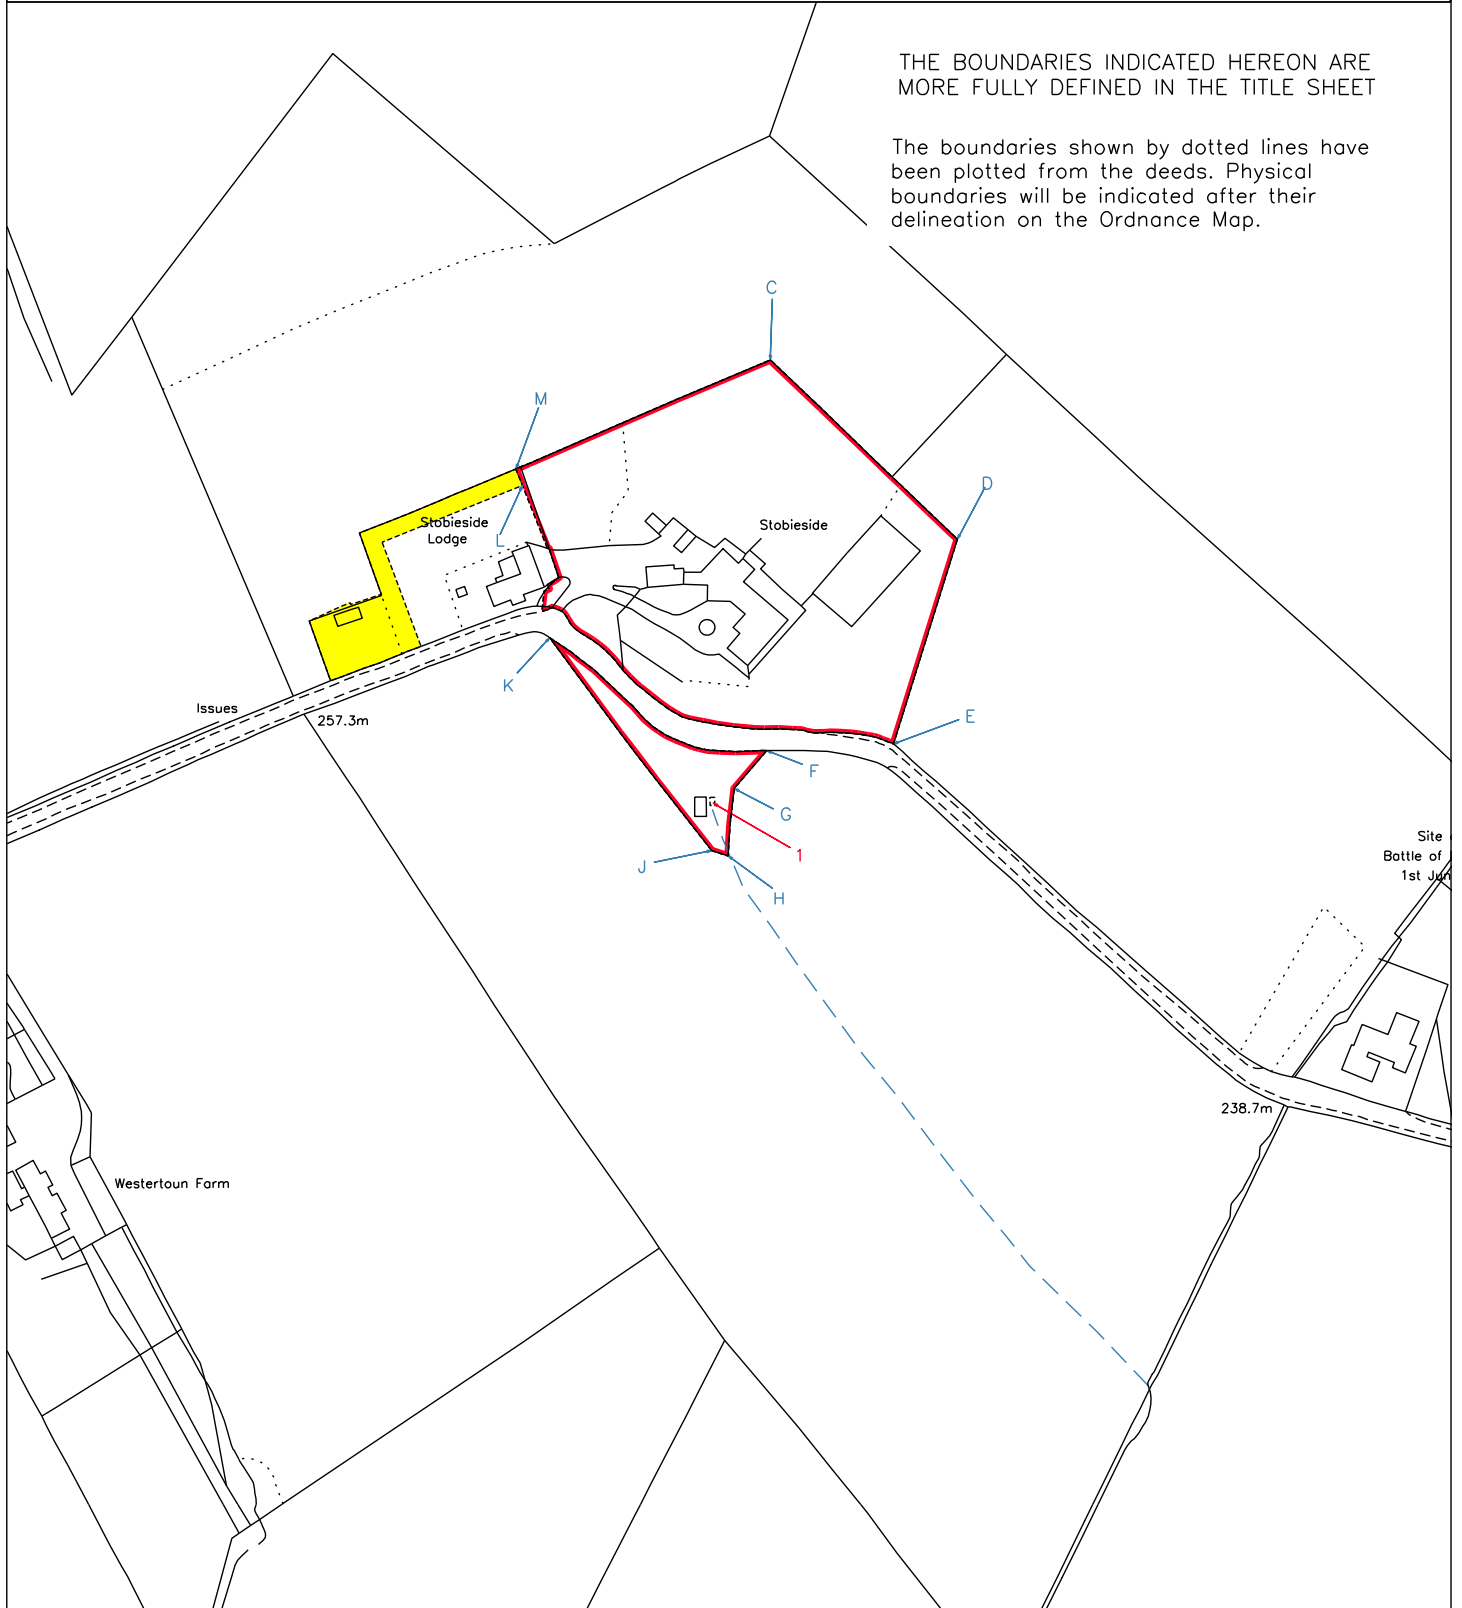 THE BOUNDARIES INDICATED HEREON ARE
MORE FULLY DEFINED IN THE TITLE SHEET
The boundaries shown by dotted lines have
been plotted from the deeds. Physical
boundaries will be indicated after their
delineation on the Ordnance Map.
C
M
D
Stobieside
Lodge
L
Stobieside
K
E
Issues
257.3m
F
G
1
J
H
Site
Battle of
1st Jun
238.7m
Westertoun Farm